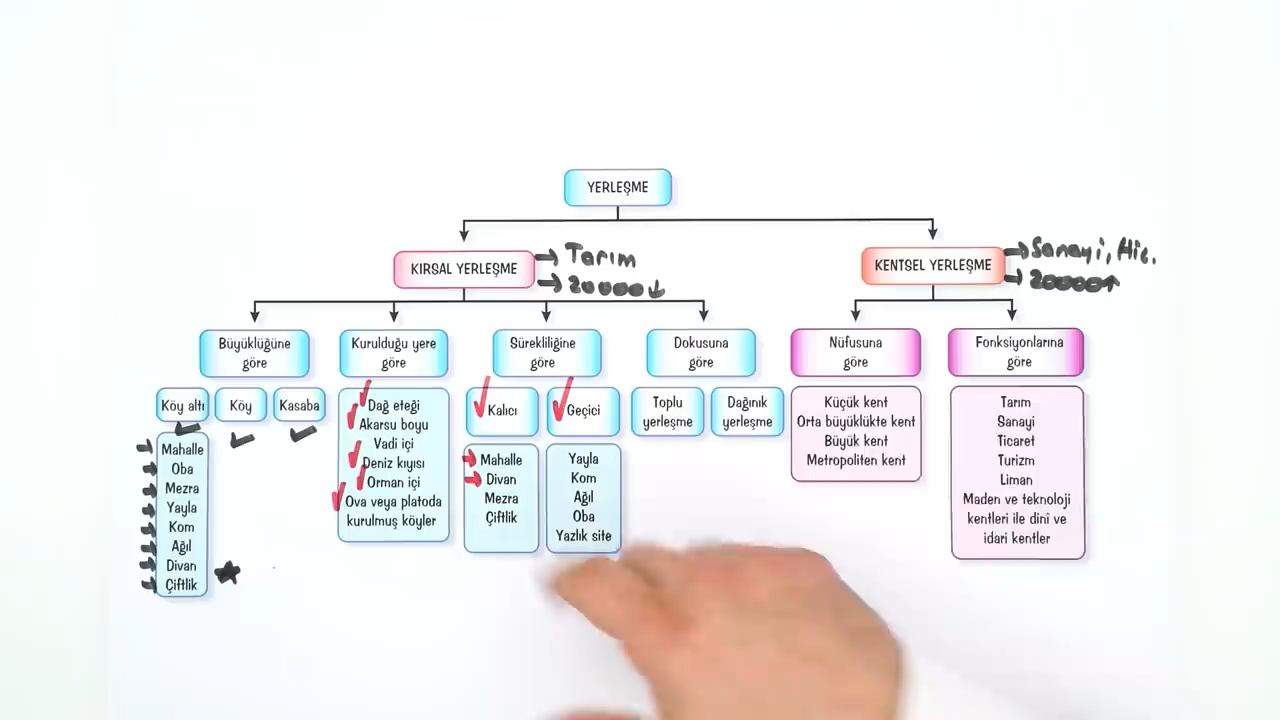 YERLEŞME
KIRSAL YERLEŞME
Tarım
20000↓
KENTSEL YERLEŞME
Sanayi, Hiz.
20000↑
Büyüklüğüne
göre
Köy altı
Köy
Kasaba
Mahalle
Oba
Mezra
Yayla
Kom
Ağıl
Divan
Çiftlik
Kurulduğu yere
göre
Dağ eteği
Akarsu boyu
Vadi içi
Deniz kıyısı
Orman içi
Ova veya platoda
kurulmuş köyler
Sürekliliğine
göre
Kalıcı
Mahalle
Divan
Mezra
Çiftlik
Geçici
Yayla
Kom
Ağıl
Oba
Yazlık site
Dokusuna
göre
Toplu
yerleşme
Dağınık
yerleşme
Nüfusuna
göre
Küçük kent
Orta büyüklükte kent
Büyük kent
Metropoliten kent
Fonksiyonlarına
göre
Tarım
Sanayi
Ticaret
Turizm
Liman
Maden ve teknoloji
kentleri ile dinî ve
idari kentler